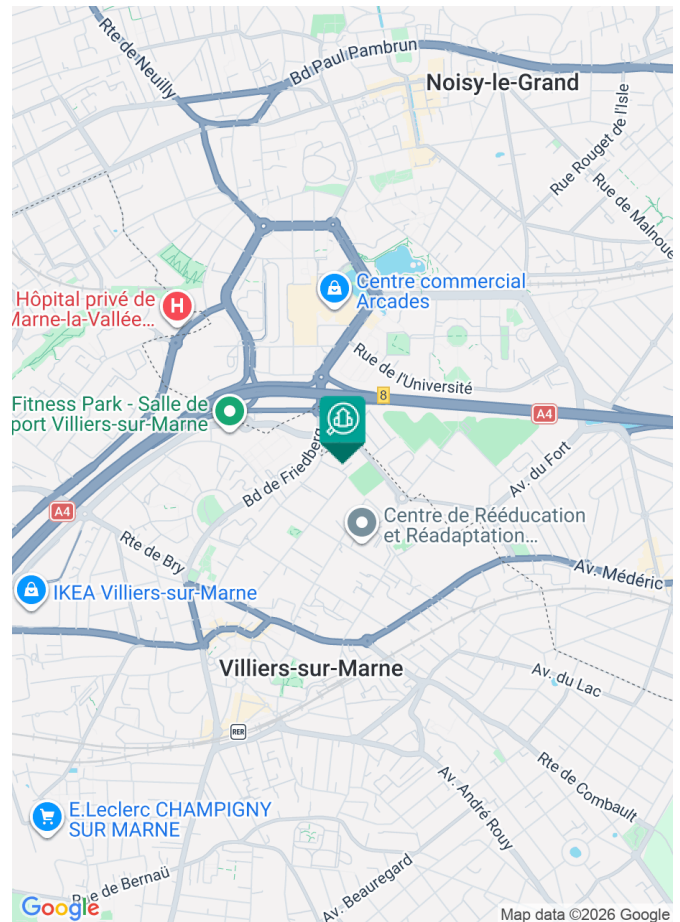 Rte de Neuilly
Bd Paul Pambrun
Noisy-le-Grand
Rue Rouget de l'Isle
Rue de Malnoue
Hôpital privé de
Marne-la-Vallée...
H
Centre commercial
Arcades
Rue de l'Université
8
Fitness Park - Salle de
port Villiers-sur-Marne
A4
Bd de Friedberg
Av. du Fort
A4
Centre de Rééducation
et Réadaptation...
Rte de Bry
Av. Médéric
IKEA Villiers-sur-Marne
Villiers-sur-Marne
Av. du Lac
RER
Rte de Combault
Av. André Rouy
E.Leclerc CHAMPIGNY
SUR MARNE
Rue de Bernaü
Av. Beauregard
Google
Map data ©2026 Google